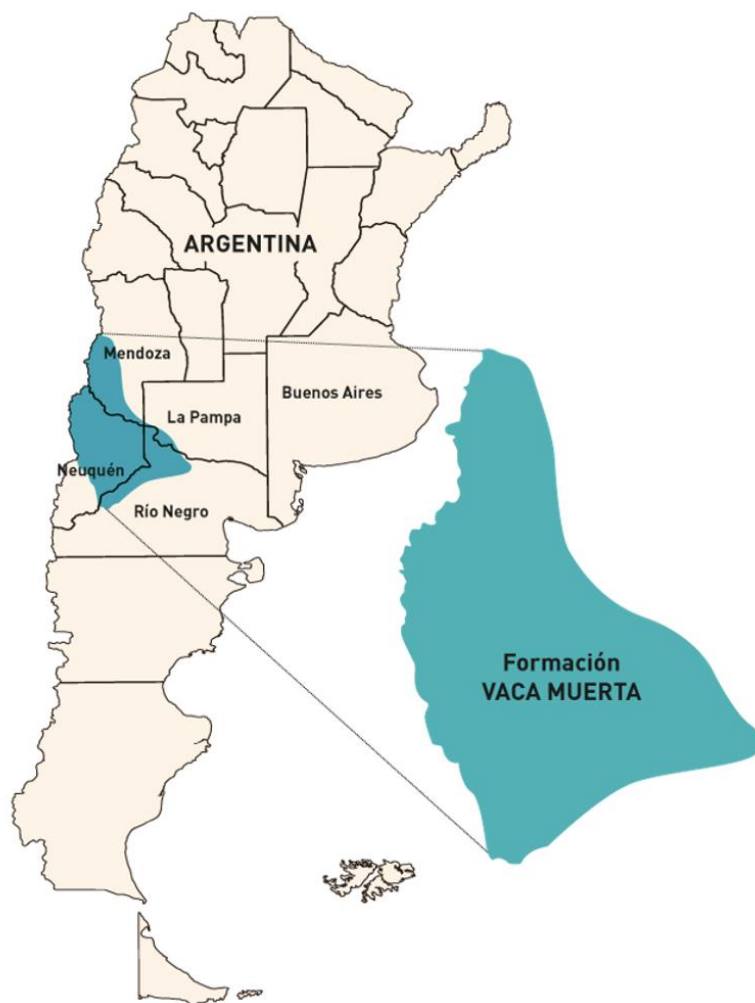 ARGENTINA
Mendoza
Buenos Aires
La Pampa
Neuquén
Río Negro
Formación
VACA MUERTA